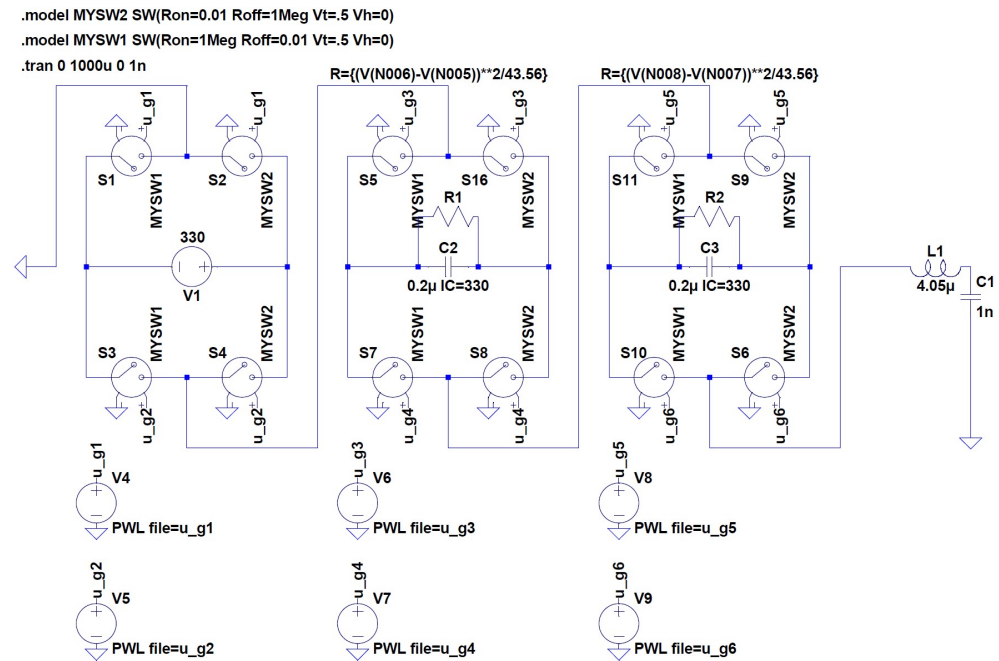 .model MYSW2 SW(Ron=0.01 Roff=1Meg Vt=.5 Vh=0)
.model MYSW1 SW(Ron=1Meg Roff=0.01 Vt=.5 Vh=0)
.tran 0 1000u 0 1n
R={(V(N006)-V(N005))**2/43.56}
R={(V(N008)-V(N007))**2/43.56}
u_g1
u_g1
u_g3
u_g3
u_g5
u_g5
S1
MYSW1
S2
MYSW2
S5
MYSW1
S16
MYSW2
S11
MYSW1
S9
MYSW2
R1
R2
330
V1
C2
0.2µ IC=330
C3
0.2µ IC=330
L1
4.05µ
C1
1n
S3
MYSW1
S4
MYSW2
S7
MYSW1
S8
MYSW2
S10
MYSW1
S6
MYSW2
u_g2
u_g2
u_g4
u_g4
u_g6
u_g6
u_g1
V4
PWL file=u_g1
u_g3
V6
PWL file=u_g3
u_g5
V8
PWL file=u_g5
u_g2
V5
PWL file=u_g2
u_g4
V7
PWL file=u_g4
u_g6
V9
PWL file=u_g6